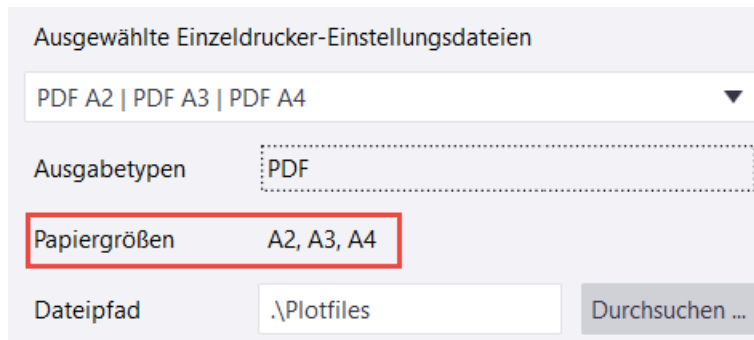 Ausgewählte Einzeldrucker-Einstellungsdateien
PDF A2 | PDF A3 | PDF A4
Ausgabetypen PDF
Papiergrößen A2, A3, A4
Dateipfad .\Plotfiles Durchsuchen ...